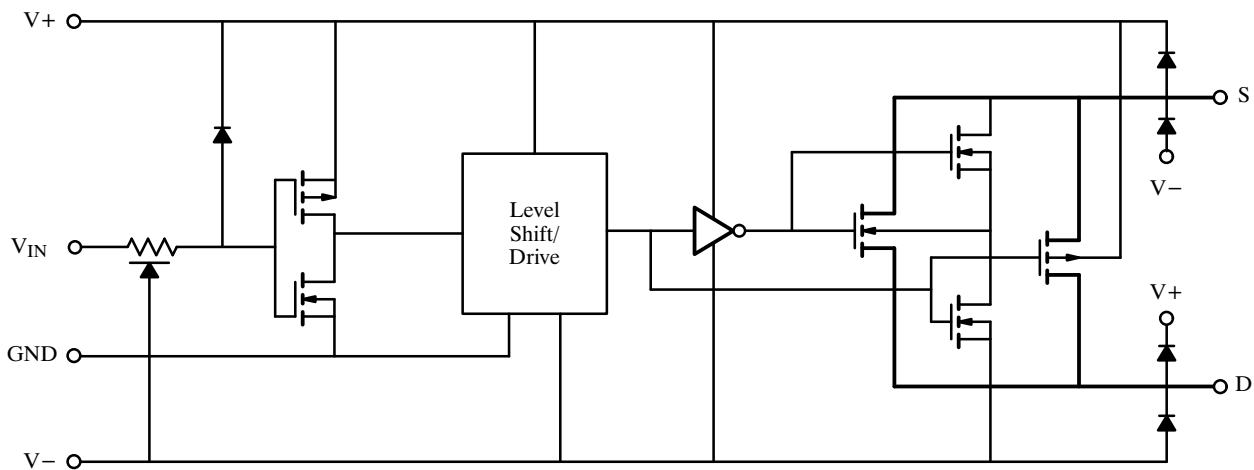 V+
S
V−
Level
Shift/
Drive
VIN
V+
GND
D
V−